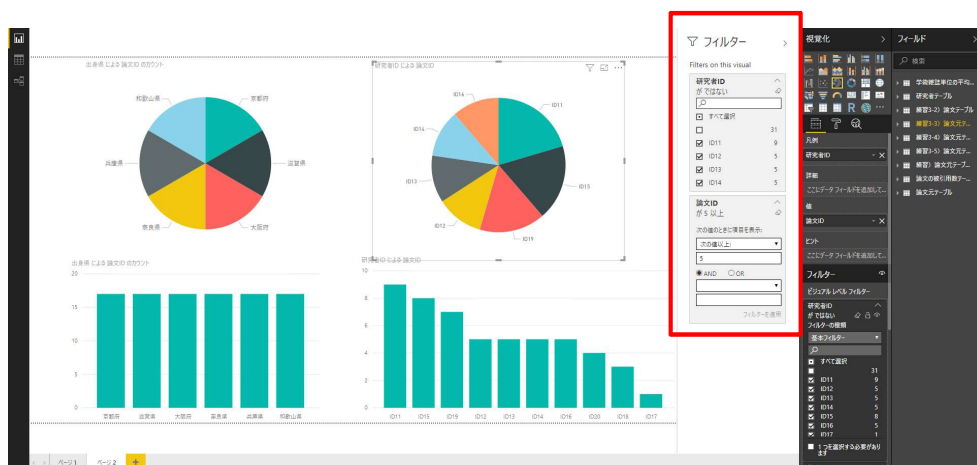 出身県 による 論文ID のカウント
和歌山県
京都府
兵庫県
滋賀県
奈良県
大阪府
研究者ID による 論文ID
ID16
ID11
ID14
ID13
ID15
ID12
ID19
出身県 による 論文ID のカウント
20
15
10
5
0
京都府 滋賀県 大阪府 奈良県 兵庫県 和歌山県
研究者ID による 論文ID
10
8
6
4
2
0
ID11 ID15 ID19 ID12 ID13 ID14 ID16 ID20 ID18 ID17
ページ1 ページ2 +
フィルター
Filters on this visual
研究者ID
が ではない
すべて選択
31
ID11 9
ID12 5
ID13 5
ID14 5
論文ID
が 5 以上
次の値のときに項目を表示:
次の値以上:
5
AND OR
フィルターを適用
視覚化
凡例
研究者ID
詳細
ここにデータ フィールドを追加して...
値
論文ID
ヒント
ここにデータ フィールドを追加して...
フィルター
ビジュアル レベル フィルター
研究者ID
が ではない
フィルターの種類
基本フィルター
すべて選択
31
ID11 9
ID12 5
ID13 5
ID14 5
ID15 8
ID16 5
ID17 1
1つを選択する必要があり
ます
フィールド
検索
学術雑誌単位の平均...
研究者テーブル
練習3-2）論文テーブル
練習3-3）論文元テ...
練習3-4）論文元テ...
練習3-5）論文元テ...
練習）論文元テーブ...
論文の被引用数テー...
論文元テーブル